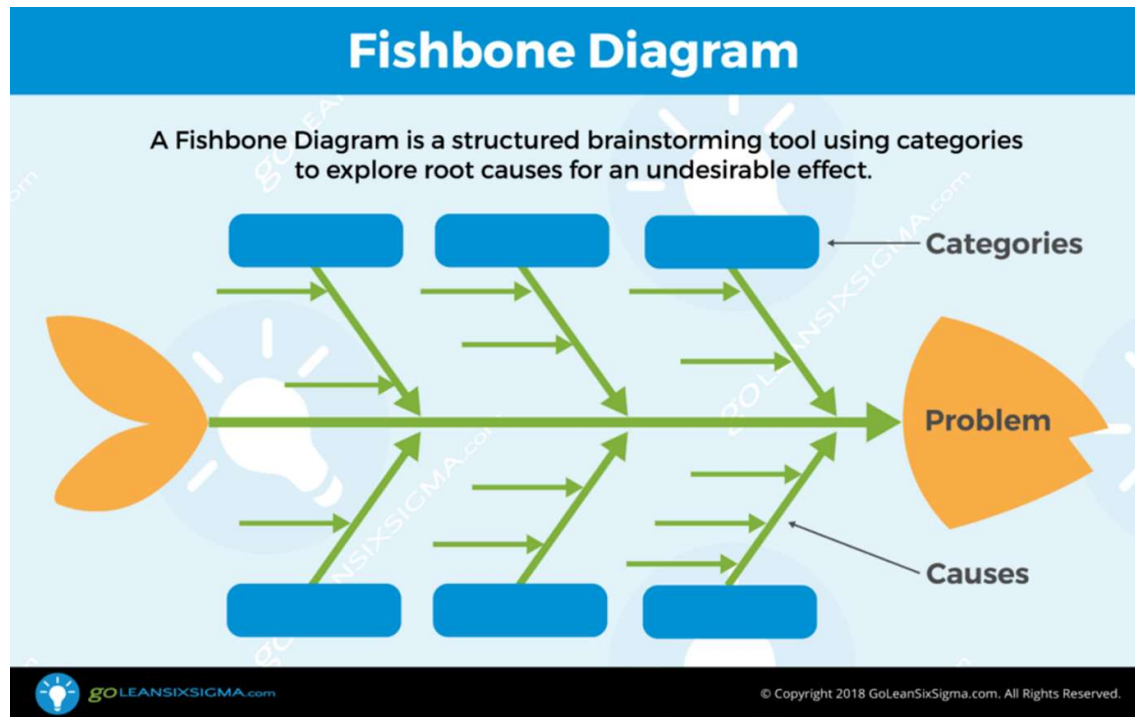 Fishbone Diagram
A Fishbone Diagram is a structured brainstorming tool using categories
to explore root causes for an undesirable effect.
Categories
Problem
Causes
goLEANSIXSIGMA.com
© Copyright 2018 GoLeanSixSigma.com. All Rights Reserved.